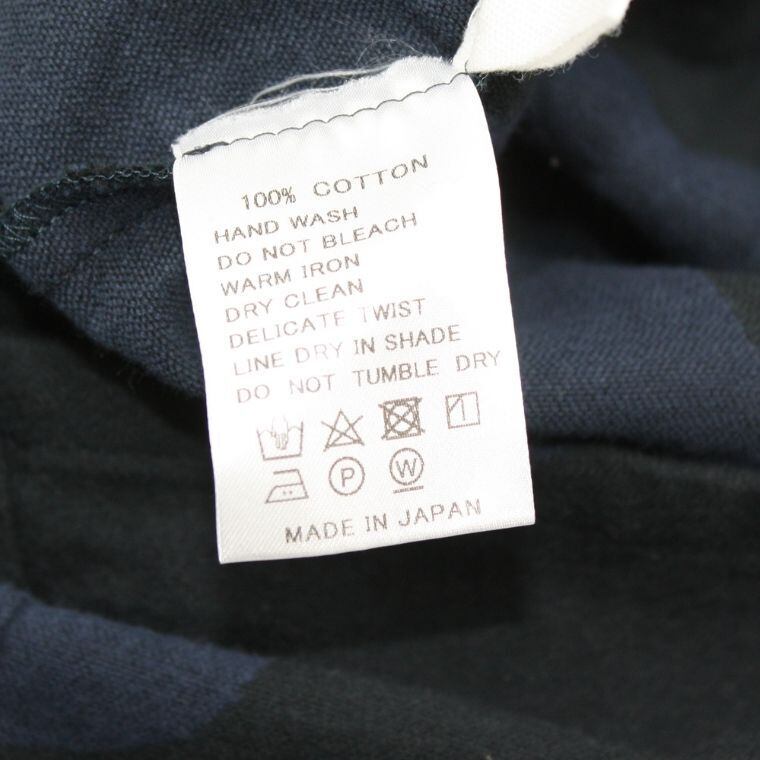 100% COTTON
HAND WASH
DO NOT BLEACH
WARM IRON
DRY CLEAN
DELICATE TWIST
LINE DRY IN SHADE
DO NOT TUMBLE DRY
P W
MADE IN JAPAN